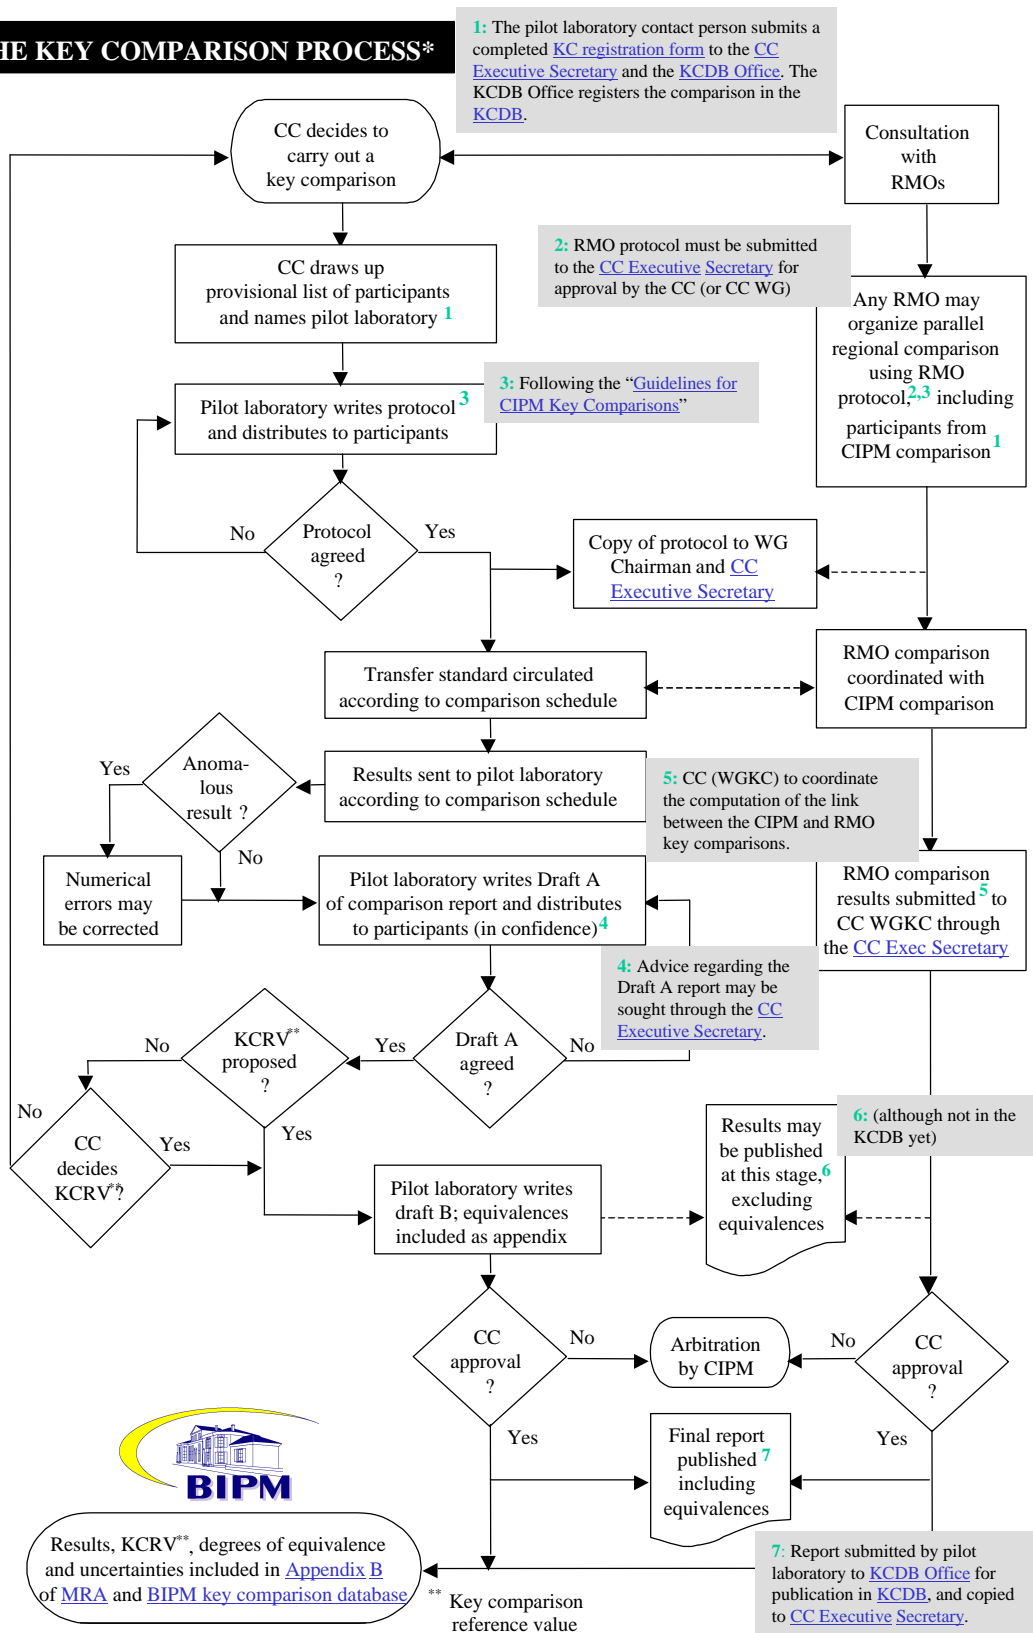 HE KEY COMPARISON PROCESS*
1: The pilot laboratory contact person submits a
completed KC registration form to the CC
Executive Secretary and the KCDB Office. The
KCDB Office registers the comparison in the
KCDB.
CC decides to
carry out a
key comparison
Consultation
with
RMOs
CC draws up
provisional list of participants
and names pilot laboratory 1
2: RMO protocol must be submitted
to the CC Executive Secretary for
approval by the CC (or CC WG)
Any RMO may
organize parallel
regional comparison
using RMO
protocol,2,3 including
participants from
CIPM comparison 1
Pilot laboratory writes protocol 3
and distributes to participants
3: Following the “Guidelines for
CIPM Key Comparisons”
No
Protocol
agreed
?
Yes
Copy of protocol to WG
Chairman and CC
Executive Secretary
Transfer standard circulated
according to comparison schedule
RMO comparison
coordinated with
CIPM comparison
Yes
Anoma-
lous
result ?
No
Results sent to pilot laboratory
according to comparison schedule
5: CC (WGKC) to coordinate
the computation of the link
between the CIPM and RMO
key comparisons.
Numerical
errors may
be corrected
Pilot laboratory writes Draft A
of comparison report and distributes
to participants (in confidence) 4
RMO comparison
results submitted 5 to
CC WGKC through
the CC Exec Secretary
4: Advice regarding the
Draft A report may be
sought through the CC
Executive Secretary.
No
KCRV**
proposed
?
Yes
Draft A
agreed
?
No
Yes
No
CC
decides
KCRV**?
Yes
Pilot laboratory writes
draft B; equivalences
included as appendix
Results may
be published
at this stage,6
excluding
equivalences
6: (although not in the
KCDB yet)
CC
approval
?
No
Arbitration
by CIPM
No
CC
approval
?
Yes
Final report
published 7
including
equivalences
Yes
BIPM
Results, KCRV**, degrees of equivalence
and uncertainties included in Appendix B
of MRA and BIPM key comparison database
** Key comparison
reference value
7: Report submitted by pilot
laboratory to KCDB Office for
publication in KCDB, and copied
to CC Executive Secretary.